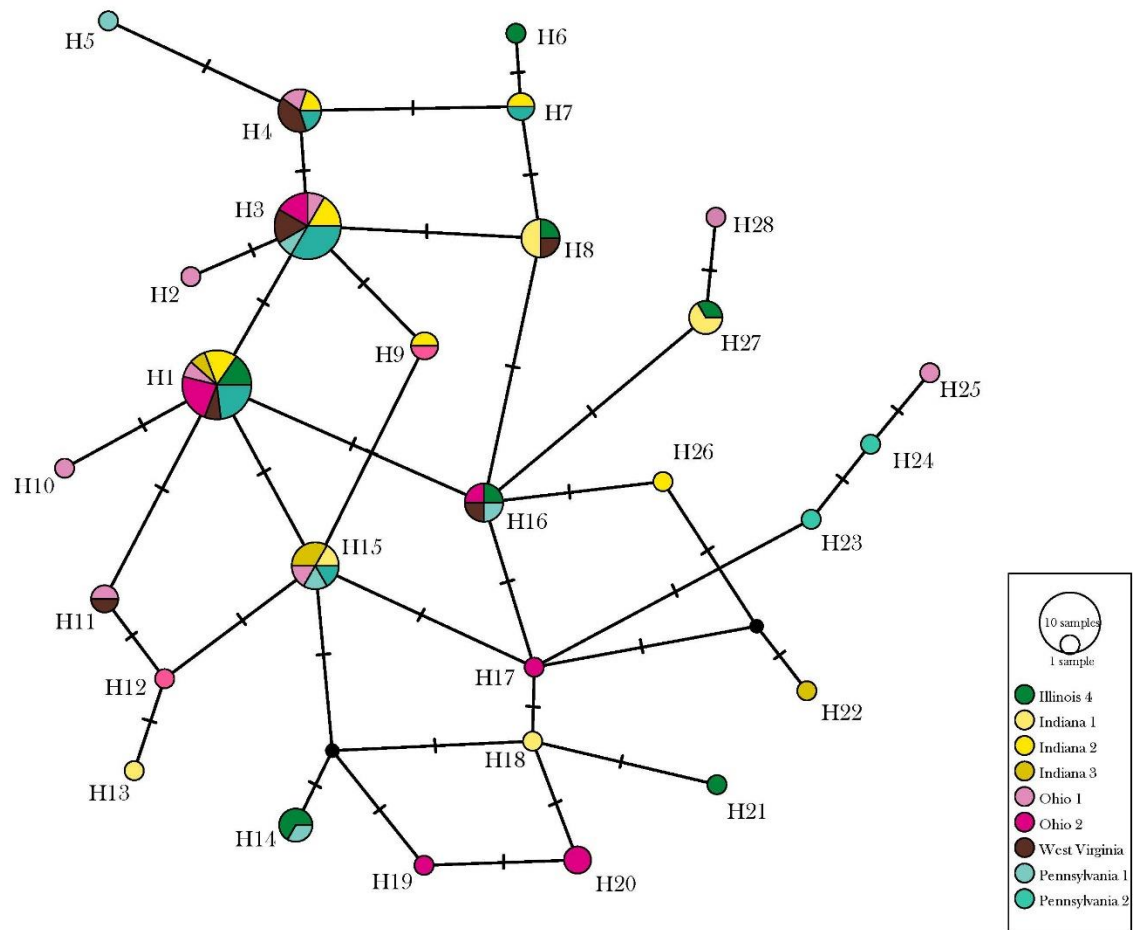 H5
H6
H4
H7
H3
H8
H28
H2
H27
H9
H1
H25
H10
H26
H24
H16
H23
H15
H11
H17
H12
H22
H18
H13
H21
H14
H19
H20
10 samples
1 sample
Illinois 4
Indiana 1
Indiana 2
Indiana 3
Ohio 1
Ohio 2
West Virginia
Pennsylvania 1
Pennsylvania 2